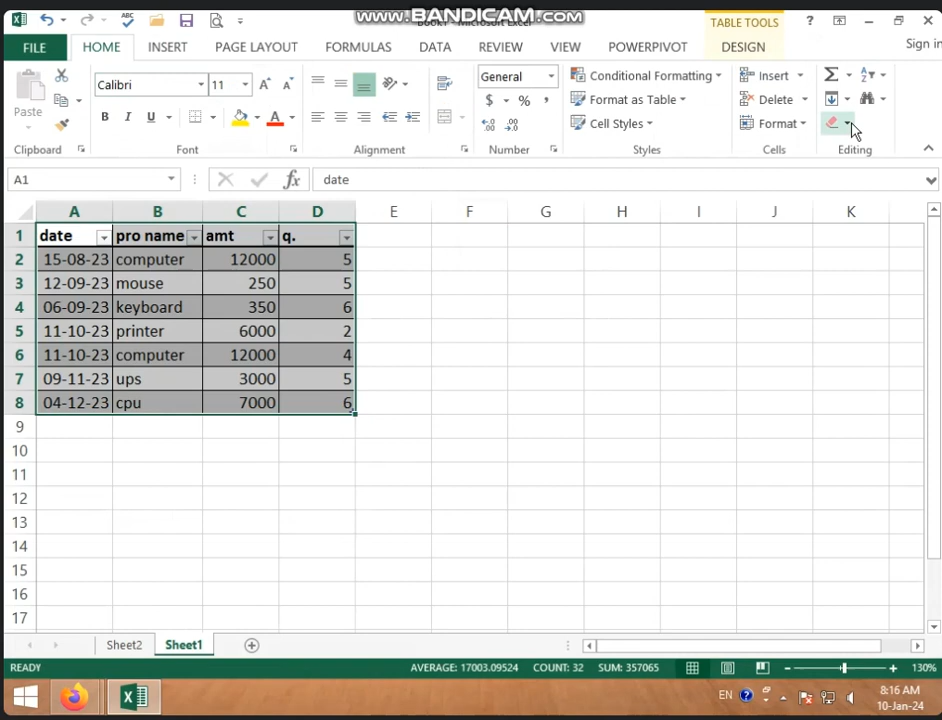 www.BANDICAM.com
TABLE TOOLS
FILE HOME INSERT PAGE LAYOUT FORMULAS DATA REVIEW VIEW POWERPIVOT DESIGN Sign in
Paste
Calibri 11
General
Conditional Formatting
Format as Table
Cell Styles
Insert
Delete
Format
Clipboard Font Alignment Number Styles Cells Editing
A1 fx date
A B C D E F G H I J K
1 date pro name amt q.
2 15-08-23 computer 12000 5
3 12-09-23 mouse 250 5
4 06-09-23 keyboard 350 6
5 11-10-23 printer 6000 2
6 11-10-23 computer 12000 4
7 09-11-23 ups 3000 5
8 04-12-23 cpu 7000 6
9
10
11
12
13
14
15
16
17
Sheet2 Sheet1
READY AVERAGE: 17003.09524 COUNT: 32 SUM: 357065 130%
EN 8:16 AM
10-Jan-24